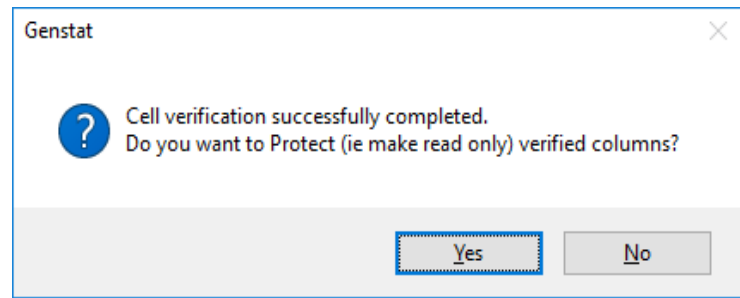 Genstat
Cell verification successfully completed.
Do you want to Protect (ie make read only) verified columns?
Yes
No